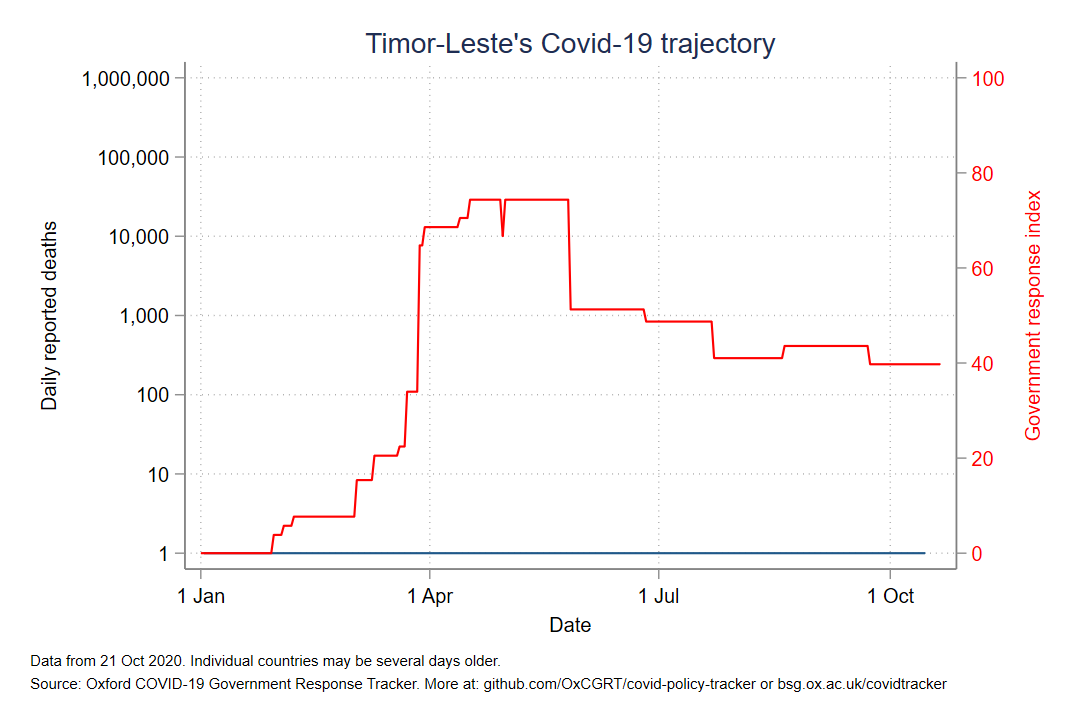 Timor-Leste's Covid-19 trajectory
1,000,000
100,000
10,000
1,000
100
10
1
Daily reported deaths
100
80
60
40
20
0
Government response index
1 Jan
1 Apr
1 Jul
1 Oct
Date
Data from 21 Oct 2020. Individual countries may be several days older.
Source: Oxford COVID-19 Government Response Tracker. More at: github.com/OxCGRT/covid-policy-tracker or bsg.ox.ac.uk/covidtracker